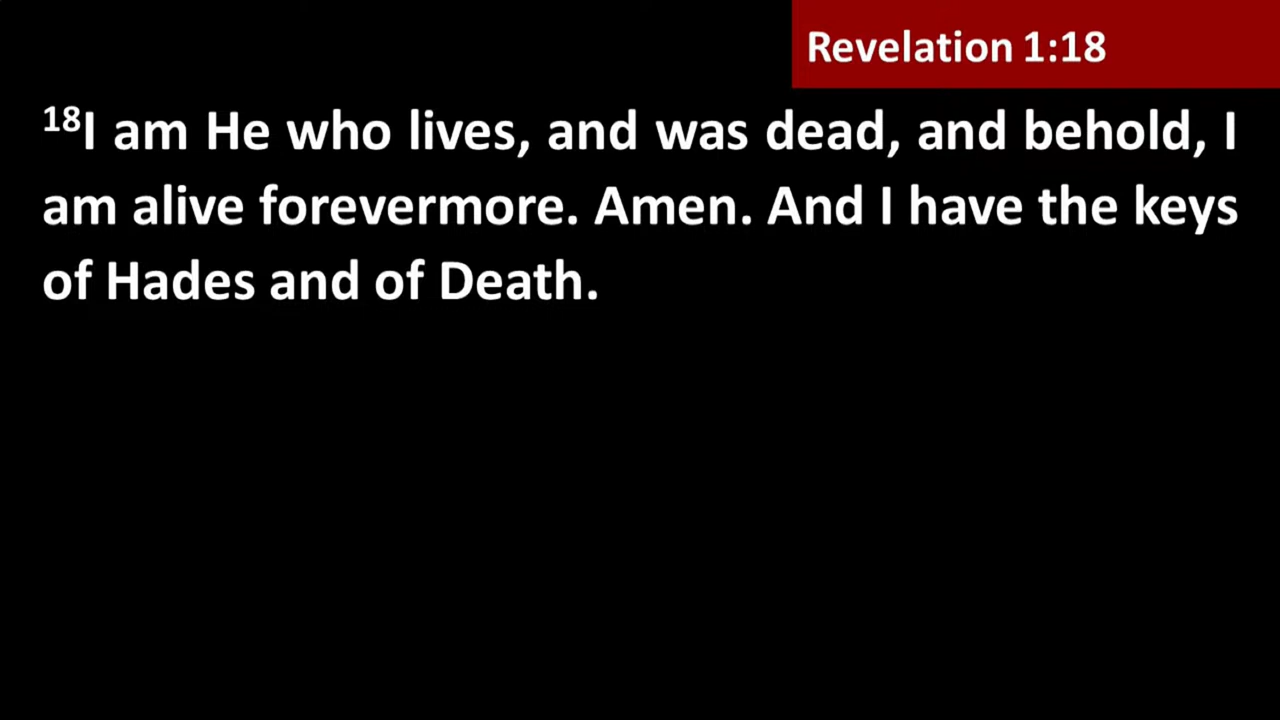 Revelation 1:18
18I am He who lives, and was dead, and behold, I
am alive forevermore. Amen. And I have the keys
of Hades and of Death.